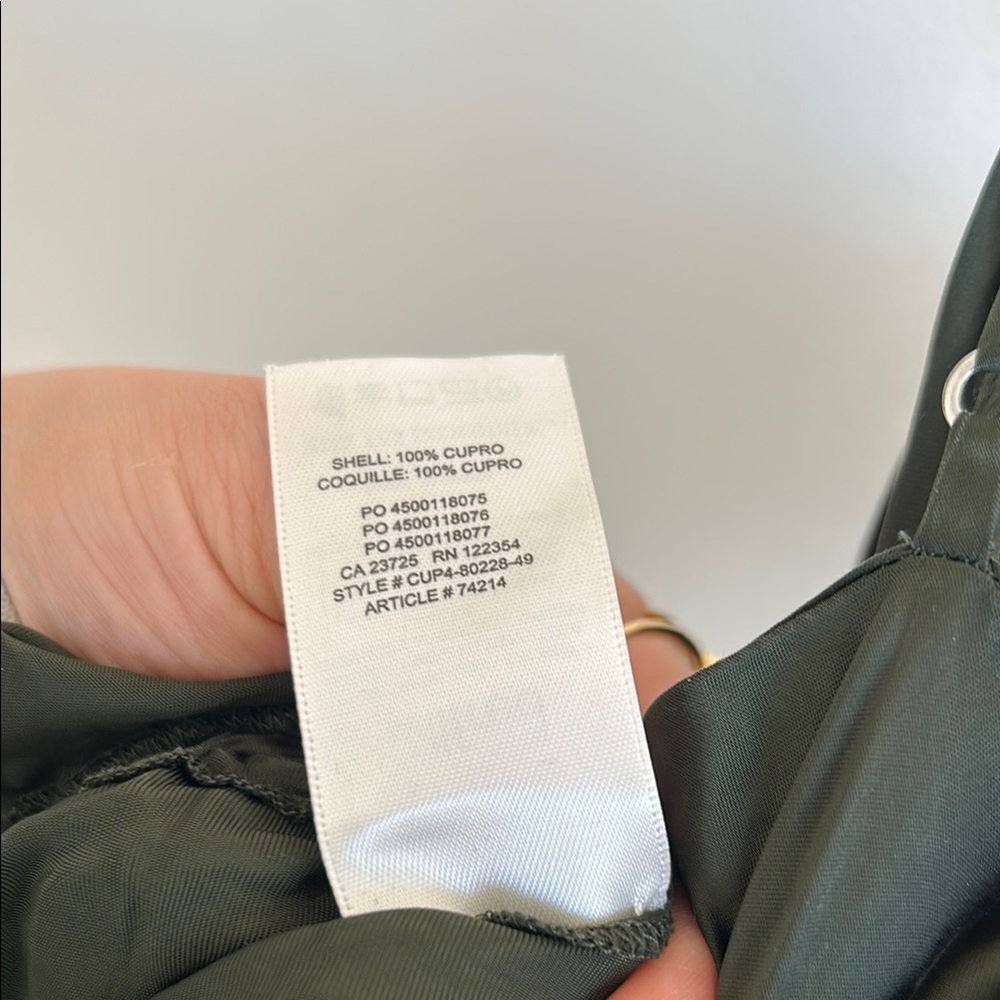 SHELL: 100% CUPRO
COQUILLE: 100% CUPRO
PO 4500118075
PO 4500118076
PO 4500118077
CA 23725 RN 122354
STYLE # CUP4-80228-49
ARTICLE # 74214